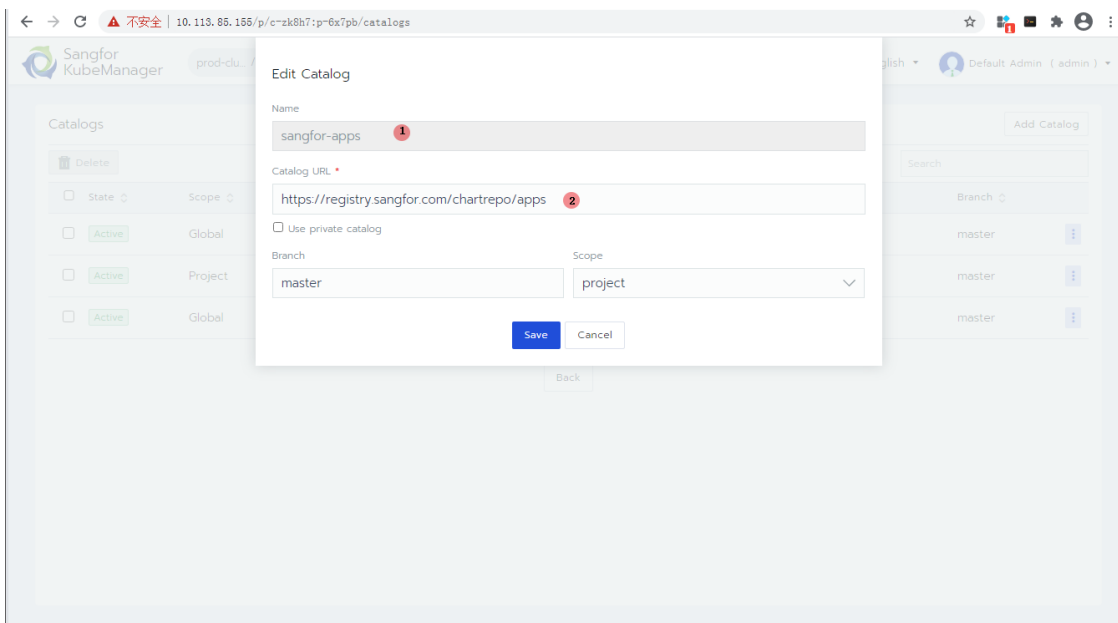 不安全 | 10.113.85.155/p/c-zk8h7:p-6x7pb/catalogs
1
Sangfor
KubeManager
prod-clu.. /
glish
Default Admin ( admin )
Edit Catalog
Name
sangfor-apps
1
Catalogs
Add Catalog
Catalog URL *
Delete
Search
https://registry.sangfor.com/chartrepo/apps
2
State
Scope
Branch
Use private catalog
Active
Global
master
Branch
Scope
master
project
Active
Project
master
Active
Global
master
Save
Cancel
Back